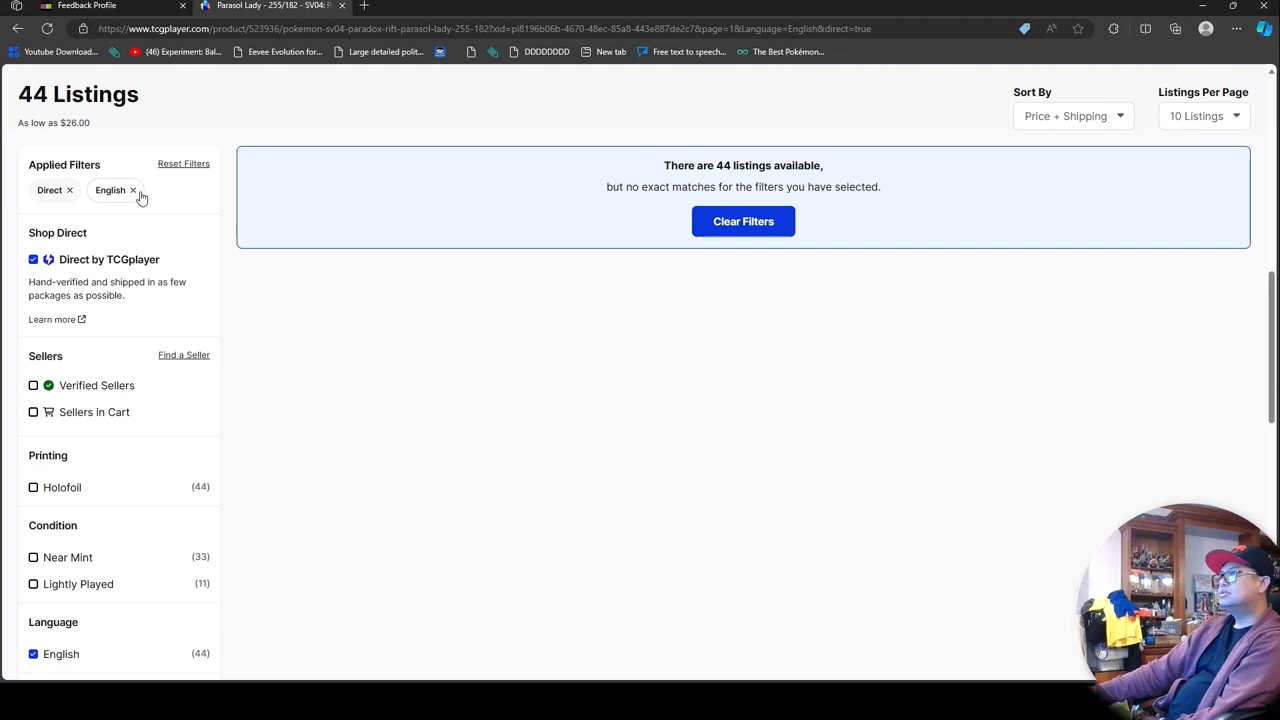 Feedback Profile
Parasol Lady - 255/182 - SV04: P
https://www.tcgplayer.com/product/523936/pokemon-sv04-paradox-rift-parasol-lady-255-182?xid=pi8196b06b-4670-48ec-85a8-443e887de2c7&page=1&Language=English&direct=true
Youtube Download...
(46) Experiment: Bal...
Eevee Evolution for...
Large detailed polit...
DDDDDDD
New tab
Free text to speech...
The Best Pokémon...
44 Listings
As low as $26.00
Sort By
Price + Shipping
Listings Per Page
10 Listings
Applied Filters
Reset Filters
Direct
English
There are 44 listings available,
but no exact matches for the filters you have selected.
Clear Filters
Shop Direct
Direct by TCGplayer
Hand-verified and shipped in as few
packages as possible.
Learn more
Sellers
Find a Seller
Verified Sellers
Sellers in Cart
Printing
Holofoil (44)
Condition
Near Mint (33)
Lightly Played (11)
Language
English (44)